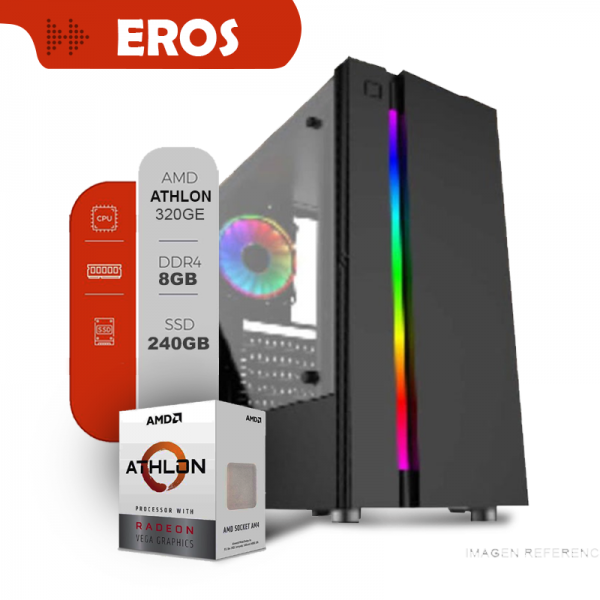 EROS
AMD
ATHLON
320GE
CPU
DDR4
8GB
SSD
SSD
240GB
AMD
AMD
ATHLON
PROCESSOR WITH
RADEON
VEGA GRAPHICS
AMD SOCKET AM4
IMAGEN REFERENC